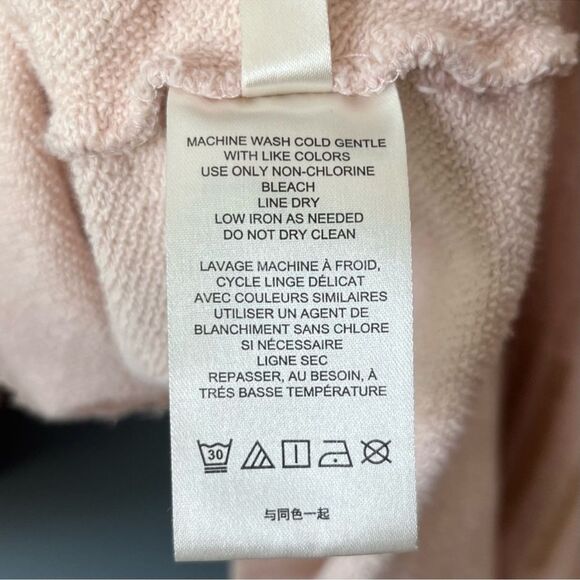 MACHINE WASH COLD GENTLE
WITH LIKE COLORS
USE ONLY NON-CHLORINE
BLEACH
LINE DRY
LOW IRON AS NEEDED
DO NOT DRY CLEAN
LAVAGE MACHINE À FROID,
CYCLE LINGE DÉLICAT
AVEC COULEURS SIMILAIRES
UTILISER UN AGENT DE
BLANCHIMENT SANS CHLORE
SI NÉCESSAIRE
LIGNE SEC
REPASSER, AU BESOIN, À
TRÉS BASSE TEMPÉRATURE
30
与同色一起